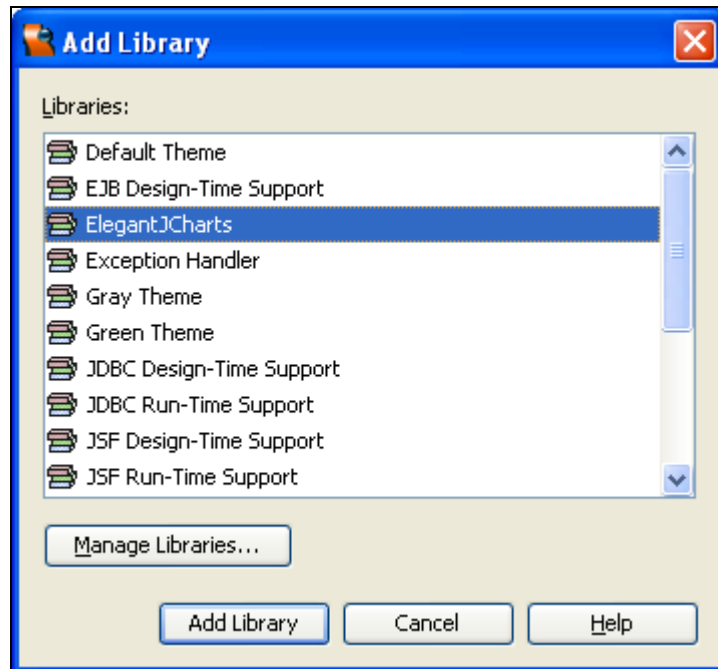 Add Library
Libraries:
Default Theme
EJB Design-Time Support
ElegantJCharts
Exception Handler
Gray Theme
Green Theme
JDBC Design-Time Support
JDBC Run-Time Support
JSF Design-Time Support
JSF Run-Time Support
Manage Libraries...
Add Library Cancel Help